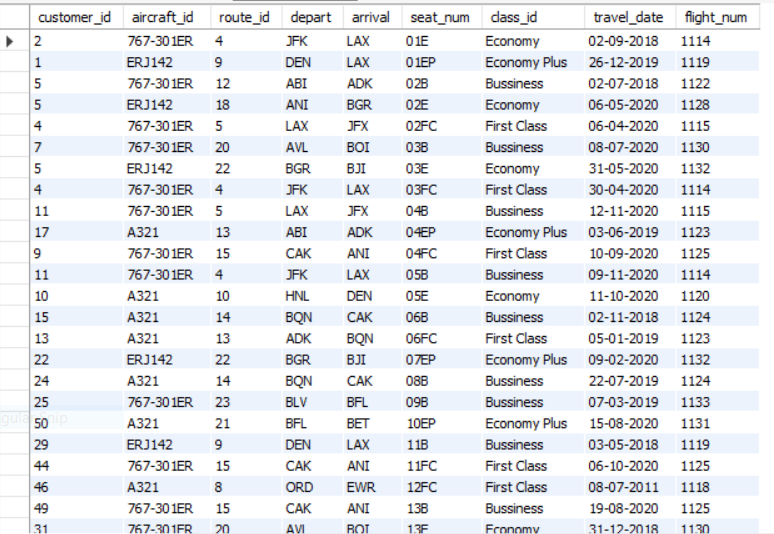 customer_id aircraft_id route_id depart arrival seat_num class_id travel_date flight_num
2 767-301ER 4 JFK LAX 01E Economy 02-09-2018 1114
1 ERJ142 9 DEN LAX 01EP Economy Plus 26-12-2019 1119
5 767-301ER 12 ABI ADK 02B Bussiness 02-07-2018 1122
5 ERJ142 18 ANI BGR 02E Economy 06-05-2020 1128
4 767-301ER 5 LAX JFX 02FC First Class 06-04-2020 1115
7 767-301ER 20 AVL BOI 03B Bussiness 08-07-2020 1130
5 ERJ142 22 BGR BJI 03E Economy 31-05-2020 1132
4 767-301ER 4 JFK LAX 03FC First Class 30-04-2020 1114
11 767-301ER 5 LAX JFX 04B Bussiness 12-11-2020 1115
17 A321 13 ABI ADK 04EP Economy Plus 03-06-2019 1123
9 767-301ER 15 CAK ANI 04FC First Class 10-09-2020 1125
11 767-301ER 4 JFK LAX 05B Bussiness 09-11-2020 1114
10 A321 10 HNL DEN 05E Economy 11-10-2020 1120
15 A321 14 BQN CAK 06B Bussiness 02-11-2018 1124
13 A321 13 ADK BQN 06FC First Class 05-01-2019 1123
22 ERJ142 22 BGR BJI 07EP Economy Plus 09-02-2020 1132
24 A321 14 BQN CAK 08B Bussiness 22-07-2019 1124
25 767-301ER 23 BLV BFL 09B Bussiness 07-03-2019 1133
50 A321 21 BFL BET 10EP Economy Plus 15-08-2020 1131
29 ERJ142 9 DEN LAX 11B Bussiness 03-05-2018 1119
44 767-301ER 15 CAK ANI 11FC First Class 06-10-2020 1125
46 A321 8 ORD EWR 12FC First Class 08-07-2011 1118
49 767-301ER 15 CAK ANI 13B Bussiness 19-08-2020 1125
31 767-301ER 20 AVL BOI 13E Economy 31-12-2018 1130